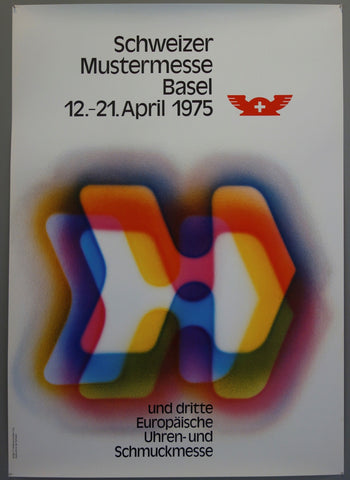 Schweizer
Mustermesse
Basel
12.-21. April 1975
und dritte
Europäische
Uhren- und
Schmuckmesse